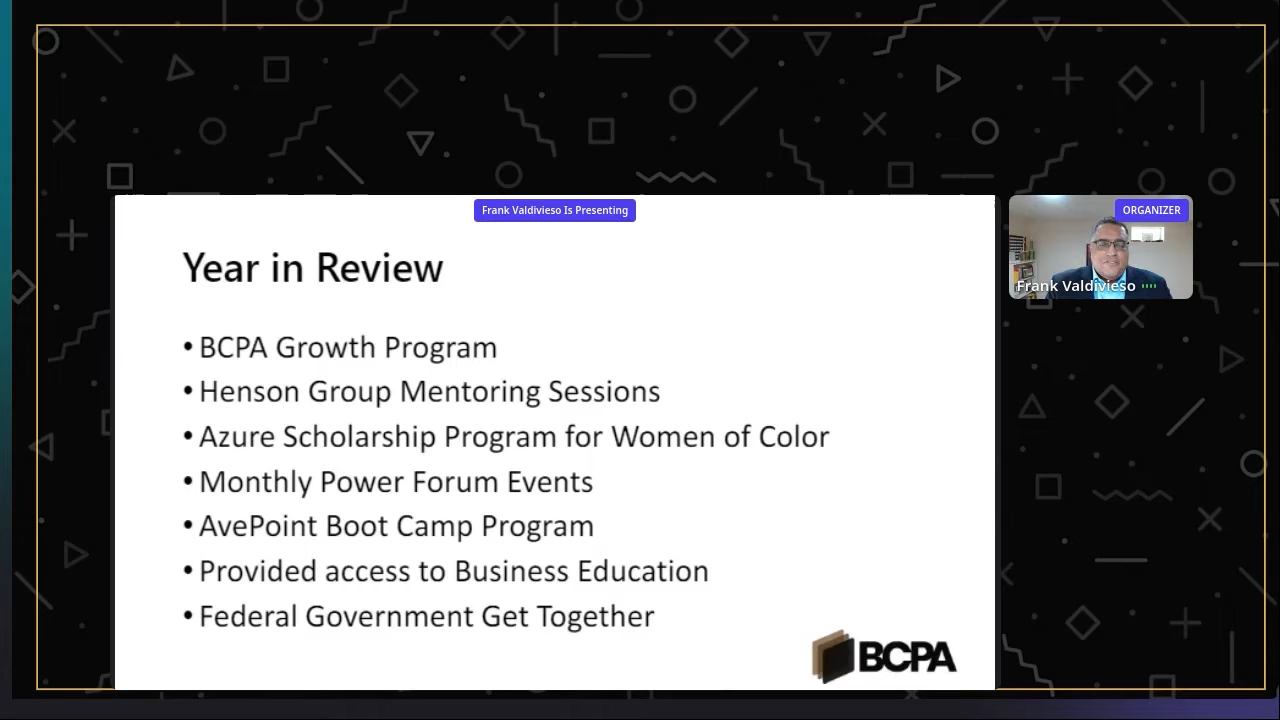 Frank Valdivieso Is Presenting
ORGANIZER
Frank Valdivieso
Year in Review
• BCPA Growth Program
• Henson Group Mentoring Sessions
• Azure Scholarship Program for Women of Color
• Monthly Power Forum Events
• AvePoint Boot Camp Program
• Provided access to Business Education
• Federal Government Get Together
BCPA